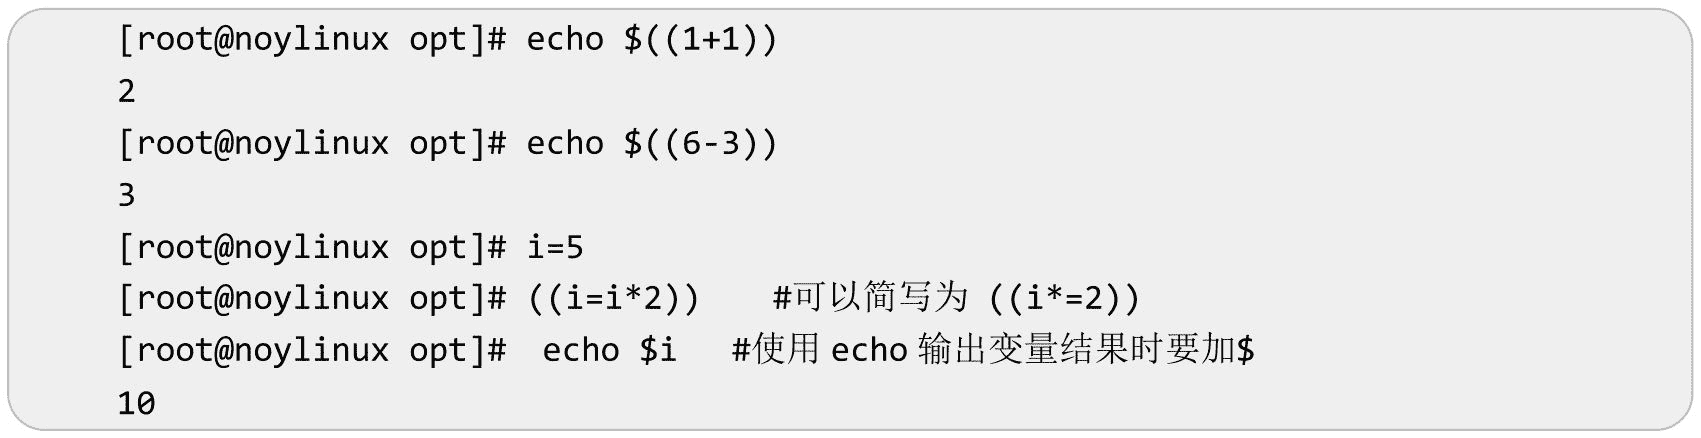 [root@noylinux opt]# echo $((1+1))
2
[root@noylinux opt]# echo $((6-3))
3
[root@noylinux opt]# i=5
[root@noylinux opt]# ((i=i*2))    #可以简写为 ((i*=2))
[root@noylinux opt]#  echo $i   #使用 echo 输出变量结果时要加$
10